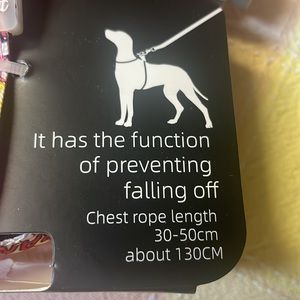 It has the function
of preventing
falling off
Chest rope length
30-50cm
about 130CM